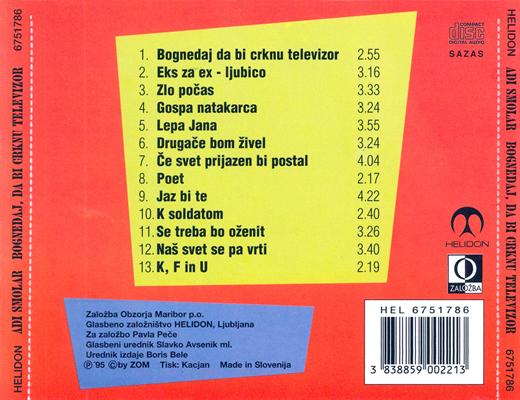 HELIDON ADI SMOLAR BOGNEDAJ, DA BI CRKNU TELEVIZOR 6751786
1. Bognedaj da bi crknu televizor 2.55
2. Eks za ex - ljubico 3.16
3. Zlo počas 3.33
4. Gospa natakarca 3.24
5. Lepa Jana 3.55
6. Drugače bom živel 3.24
7. Če svet prijazen bi postal 4.04
8. Poet 2.17
9. Jaz bi te 4.22
10. K soldatom 2.40
11. Se treba bo oženit 3.26
12. Naš svet se pa vrti 3.40
13. K, F in U 2.19
COMPACT
disc
DIGITAL AUDIO
SAZAS
HELIDON
ZALOŽBA
Založba Obzorja Maribor p.o.
Glasbeno založništvo HELIDON, Ljubljana
Za založbo Pavla Peče
Glasbeni urednik Slavko Avsenik ml.
Urednik izdaje Boris Bele
Ⓟ '95 ©by ZOM Tisk: Kacjan Made in Slovenija
HEL 6751786
3 838859 002213
HELIDON ADI SMOLAR BOGNEDAJ, DA BI CRKNU TELEVIZOR 6751786